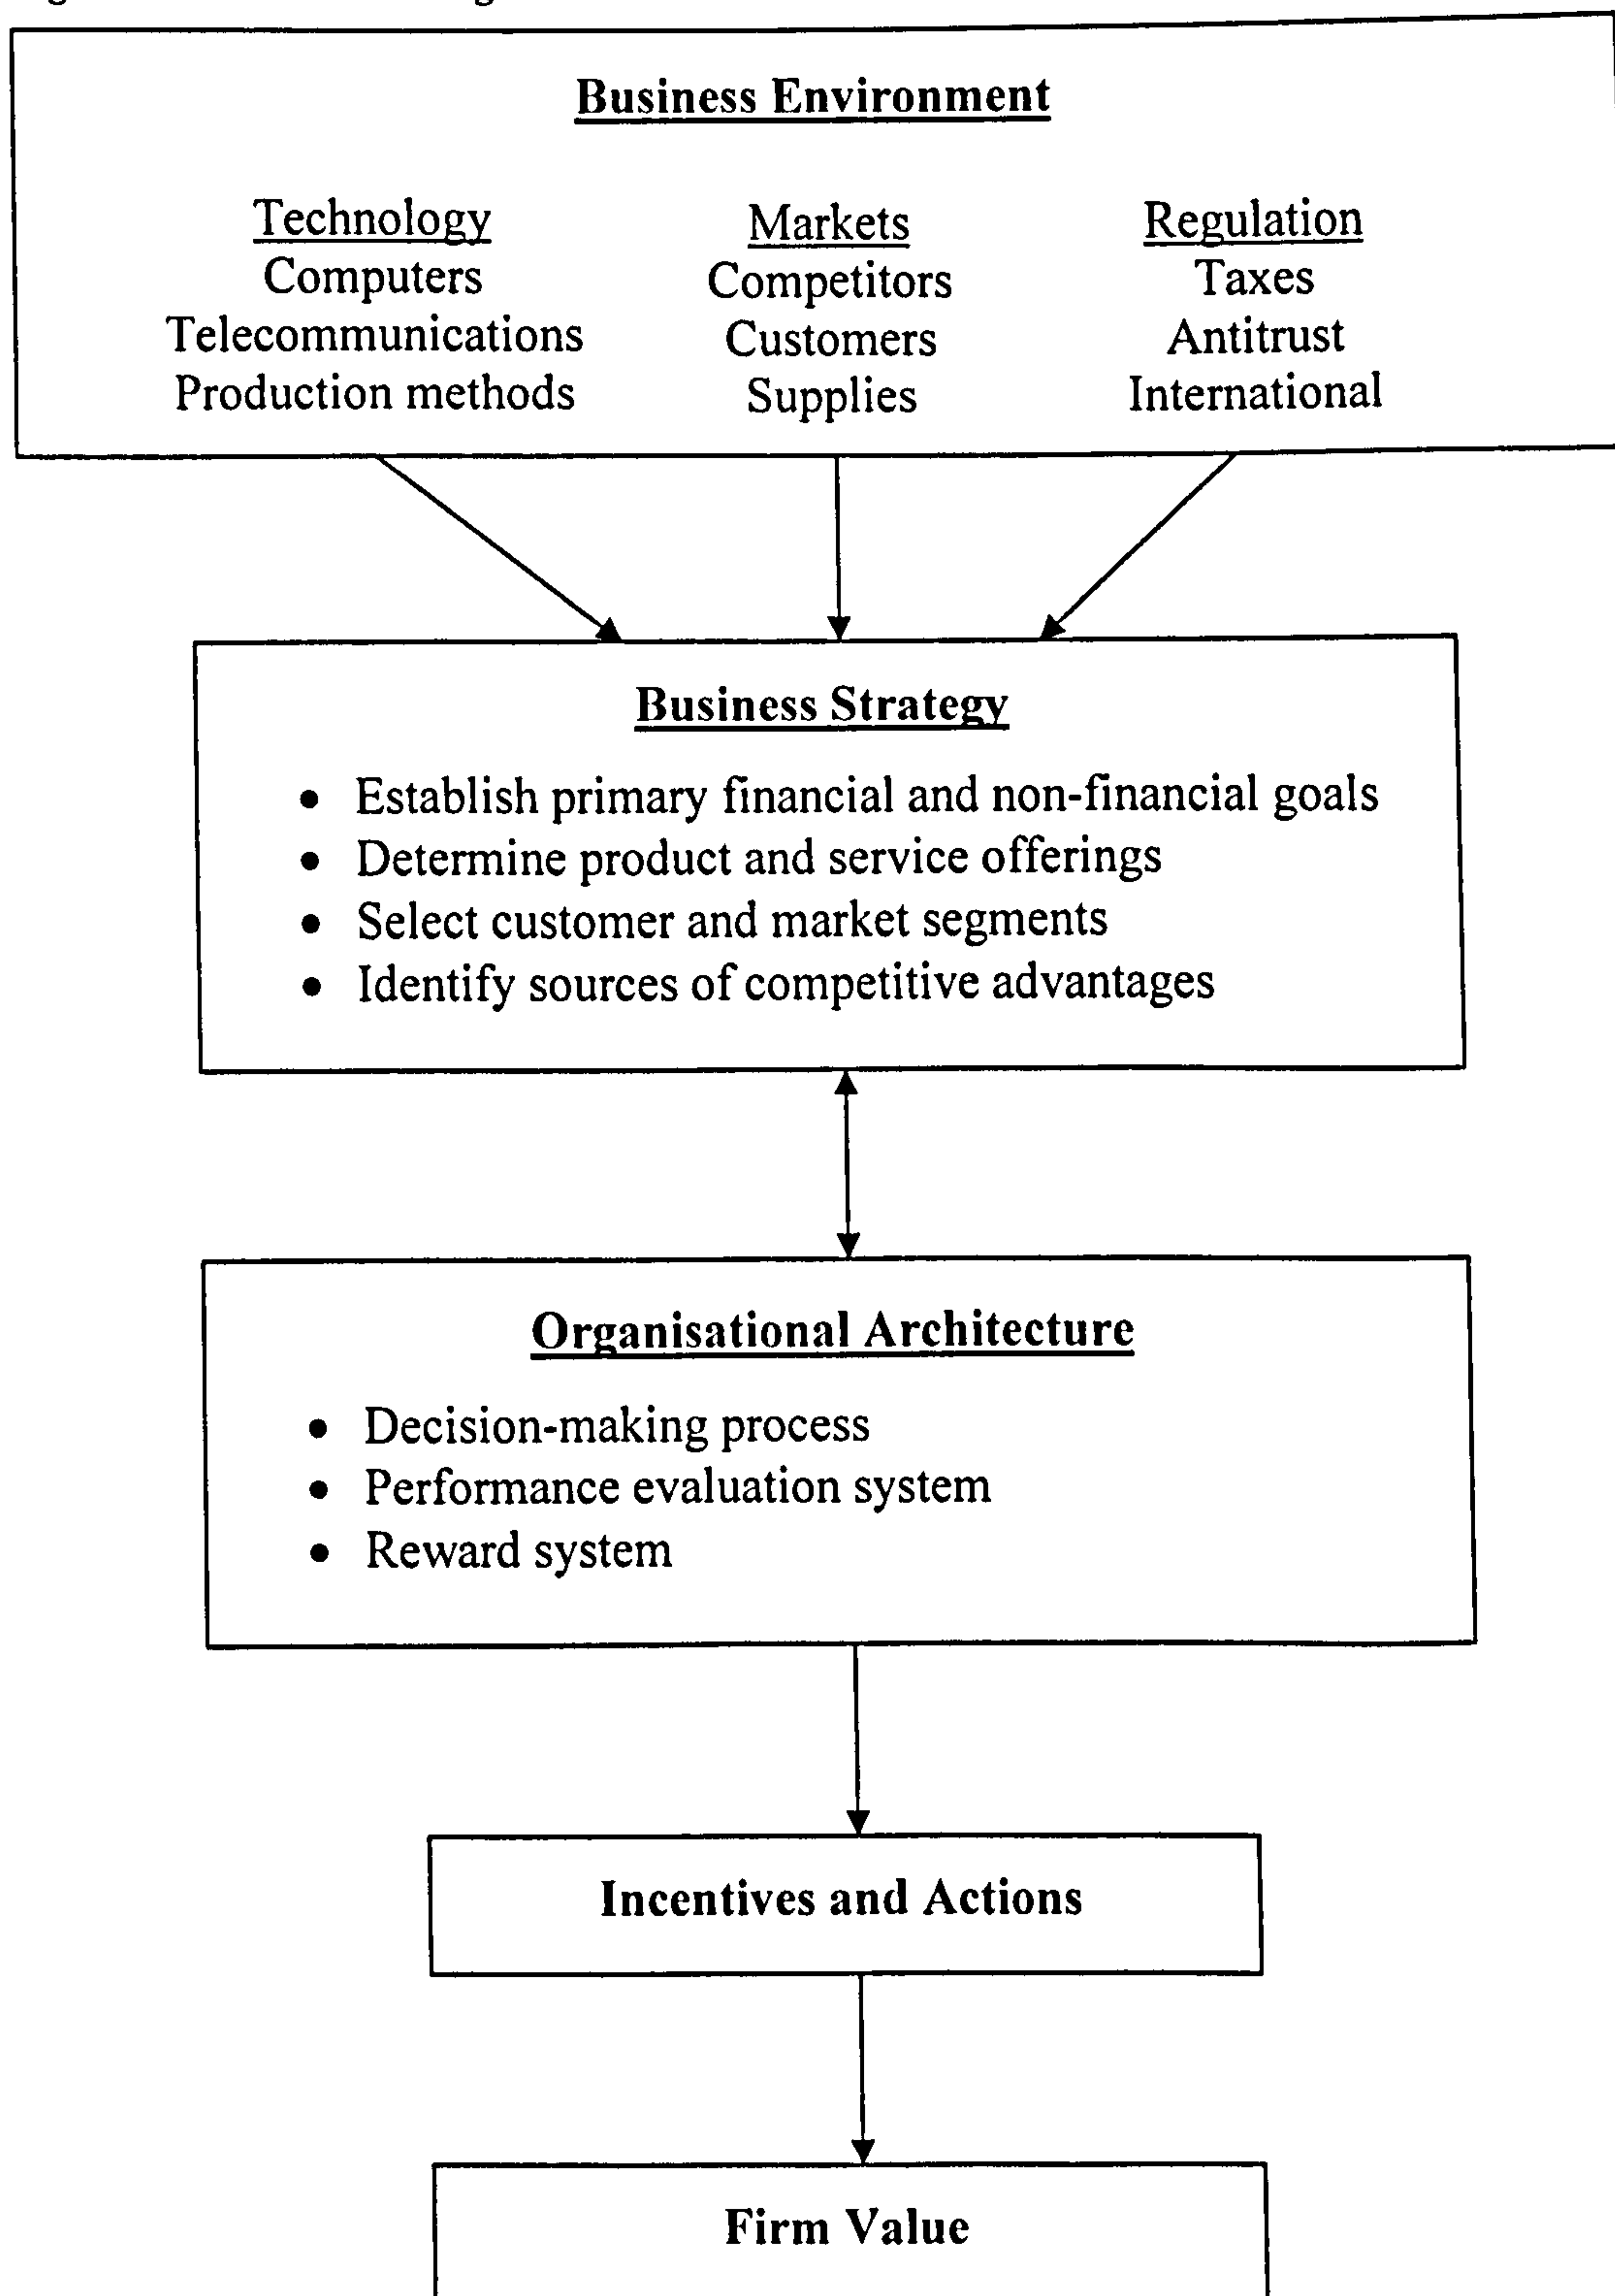 Business Environment
Technology Markets Regulation
Computers Competitors Taxes
Telecommunications Customers Antitrust
Production methods Supplies International
Business Strategy
• Establish primary financial and non-financial goals
• Determine product and service offerings
• Select customer and market segments
• Identify sources of competitive advantages
Organisational Architecture
• Decision-making process
• Performance evaluation system
• Reward system
Incentives and Actions
Firm Value